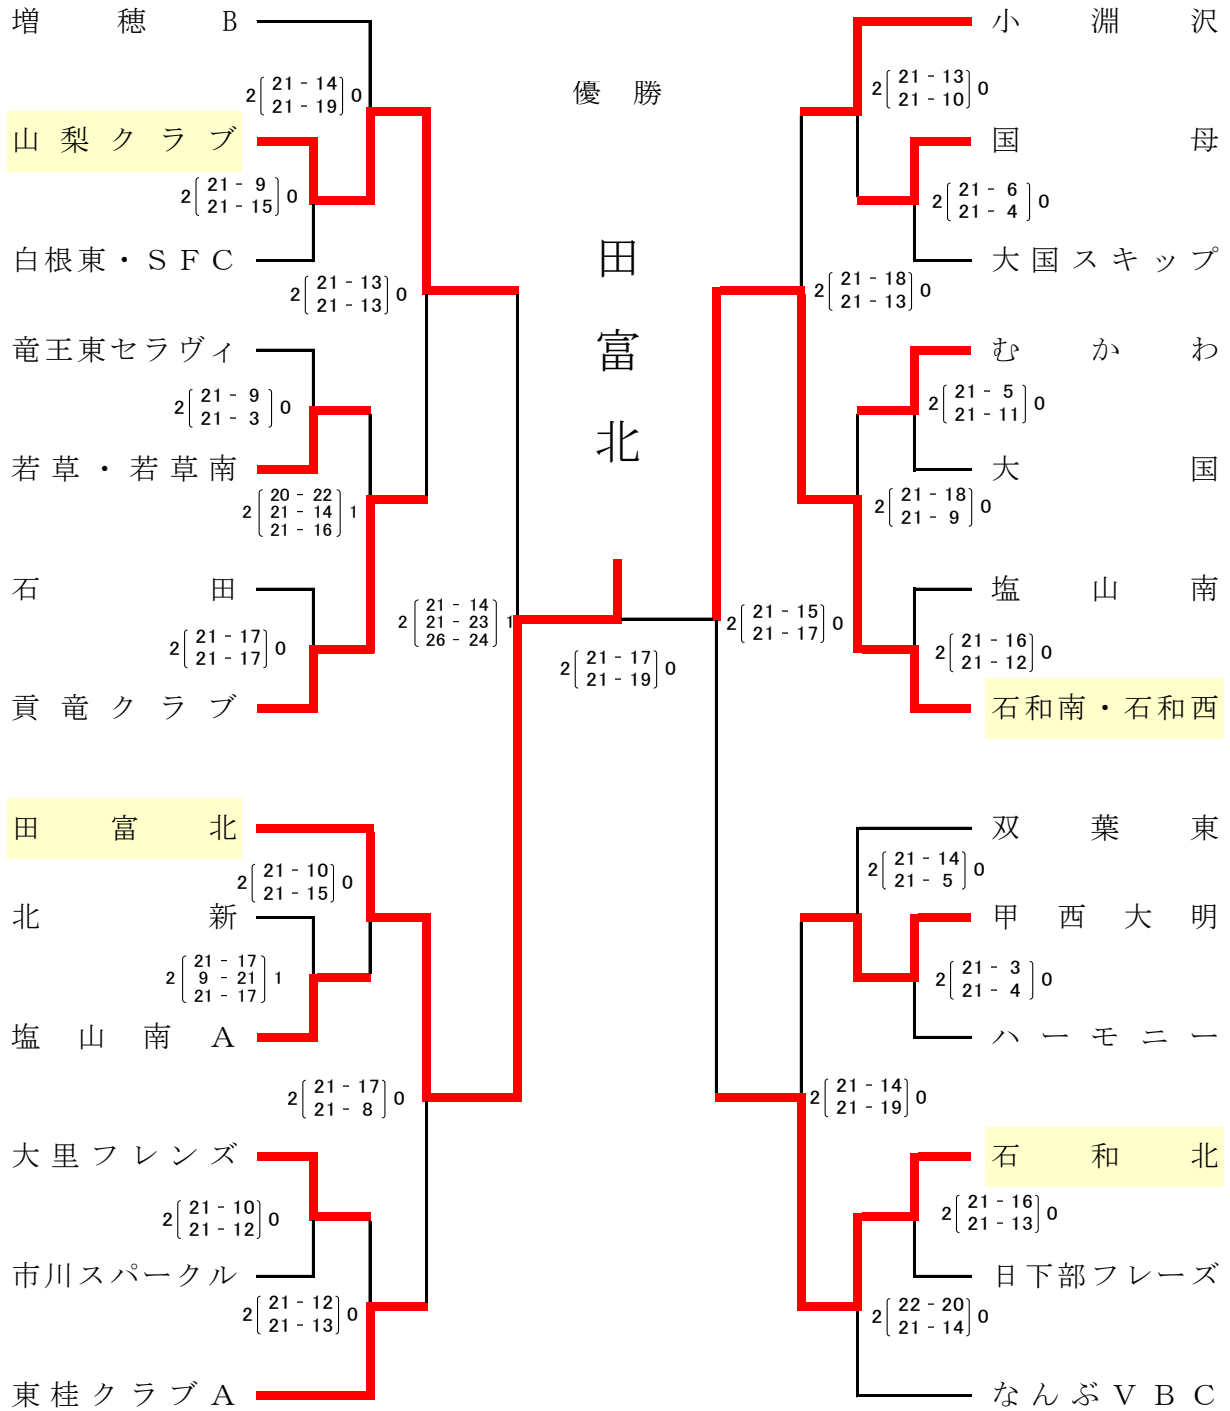 増穂B
2 21 - 14 0
21 - 19
山梨クラブ
2 21 - 9 0
21 - 15
白根東・SFC
2 21 - 13 0
21 - 13
竜王東セラヴィ
2 21 - 9 0
21 - 3
若草・若草南
20 - 22
2 21 - 14 1
21 - 16
石田
2 21 - 17 0
21 - 17
貢竜クラブ
21 - 14
2 21 - 23 1
26 - 24
田富北
2 21 - 10 0
21 - 15
北新
21 - 17
2 9 - 21 1
21 - 17
塩山南A
2 21 - 17 0
21 - 8
大里フレンズ
2 21 - 10 0
21 - 12
市川スパークル
2 21 - 12 0
21 - 13
東桂クラブA
優勝
田富北
2 21 - 17 0
21 - 19
小淵沢
2 21 - 13 0
21 - 10
国母
2 21 - 6 0
21 - 4
大国スキップ
2 21 - 18 0
21 - 13
むかわ
2 21 - 5 0
21 - 11
大国
2 21 - 18 0
21 - 9
塩山南
2 21 - 15 0
21 - 17
2 21 - 16 0
21 - 12
石和南・石和西
双葉東
2 21 - 14 0
21 - 5
甲西大明
2 21 - 3 0
21 - 4
ハーモニー
2 21 - 14 0
21 - 19
石和北
2 21 - 16 0
21 - 13
日下部フレーズ
2 22 - 20 0
21 - 14
なんぶVBC